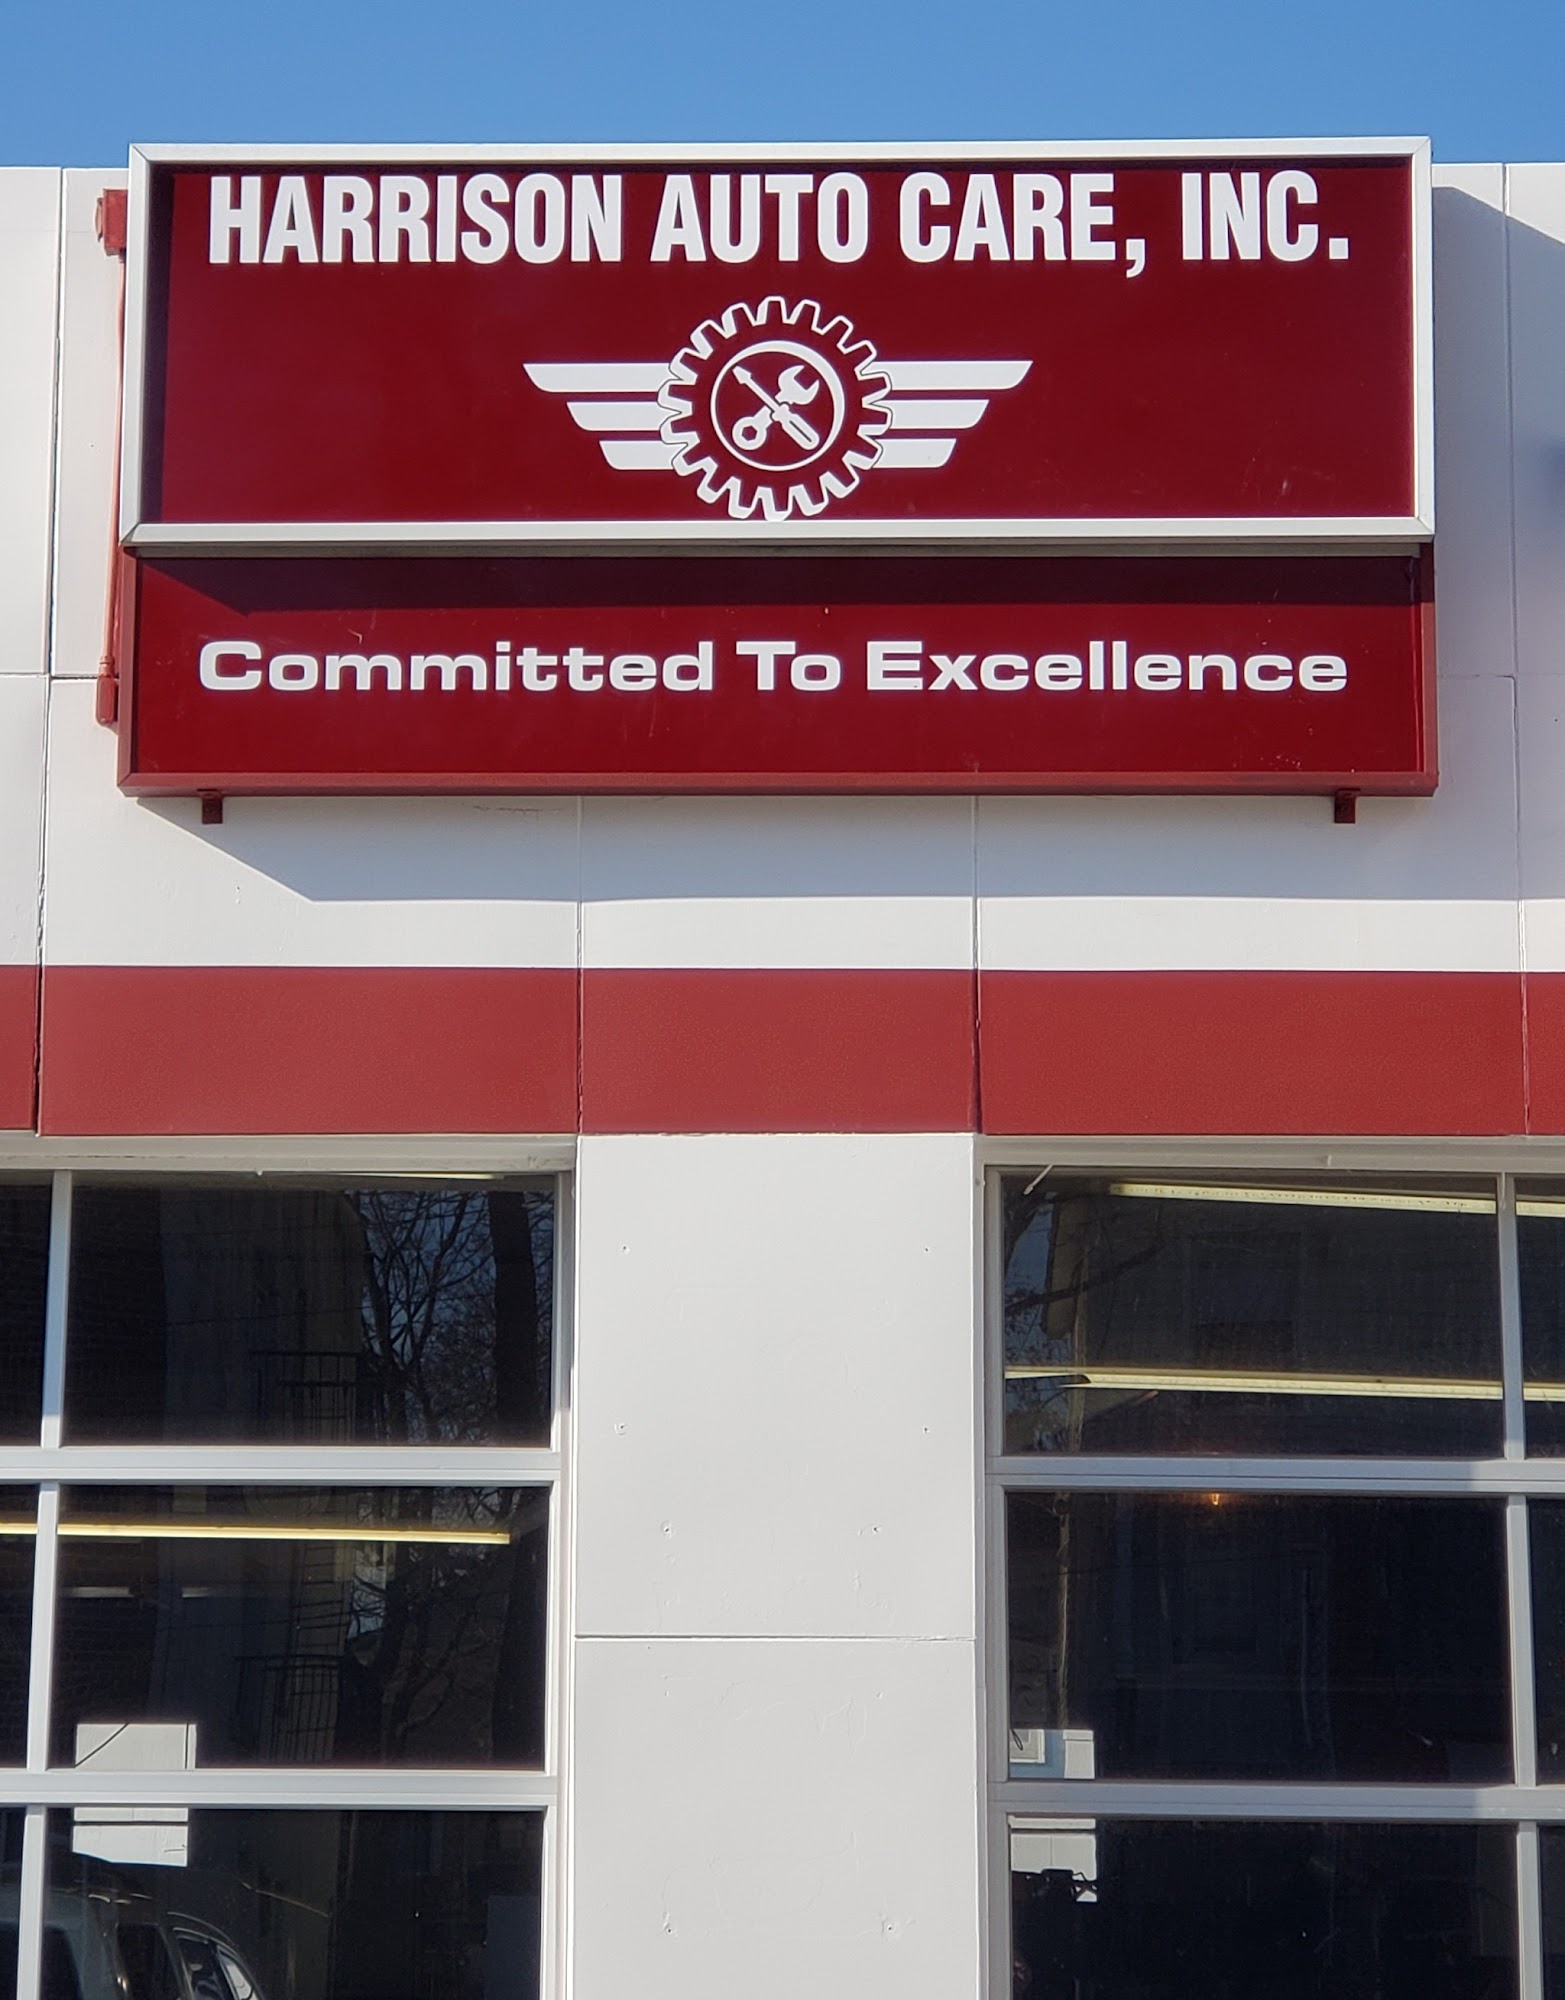 HARRISON AUTO CARE, INC.
Committed To Excellence